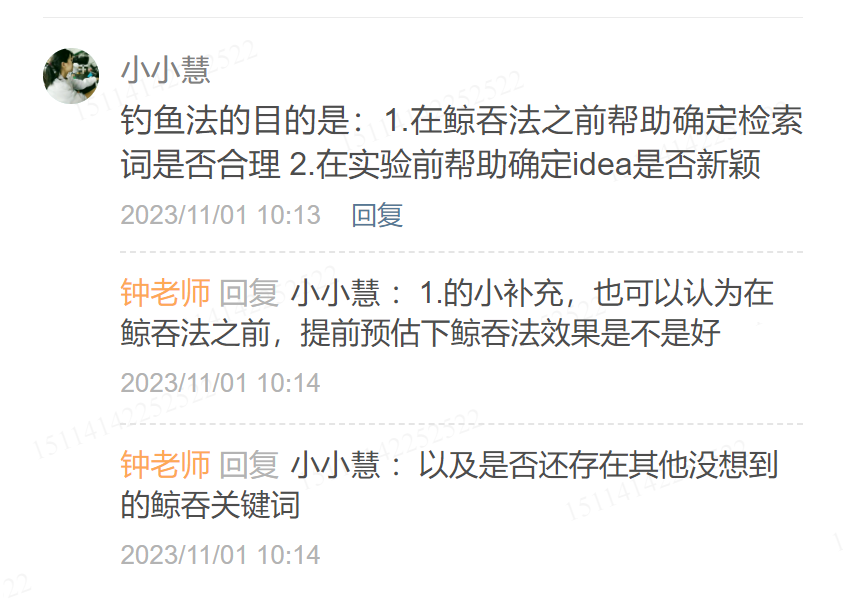 小小慧
钓鱼法的目的是：1.在鲸吞法之前帮助确定检索
词是否合理 2.在实验前帮助确定idea是否新颖
2023/11/01 10:13 回复
钟老师 回复 小小慧 ：1.的小补充，也可以认为在
鲸吞法之前，提前预估下鲸吞法效果是不是好
2023/11/01 10:14
钟老师 回复 小小慧 ：以及是否还存在其他没想到
的鲸吞关键词
2023/11/01 10:14